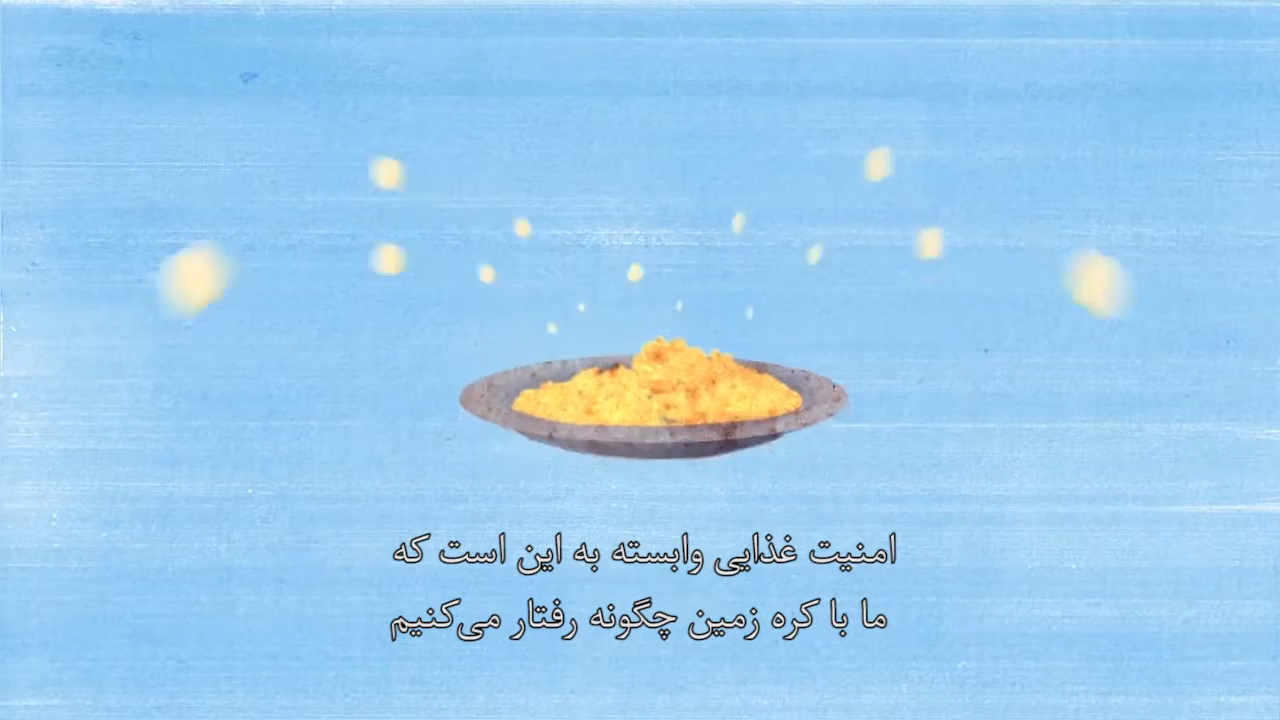 امنیت غذایی وابسته به این است که
ما با کره زمین چگونه رفتار می‌کنیم